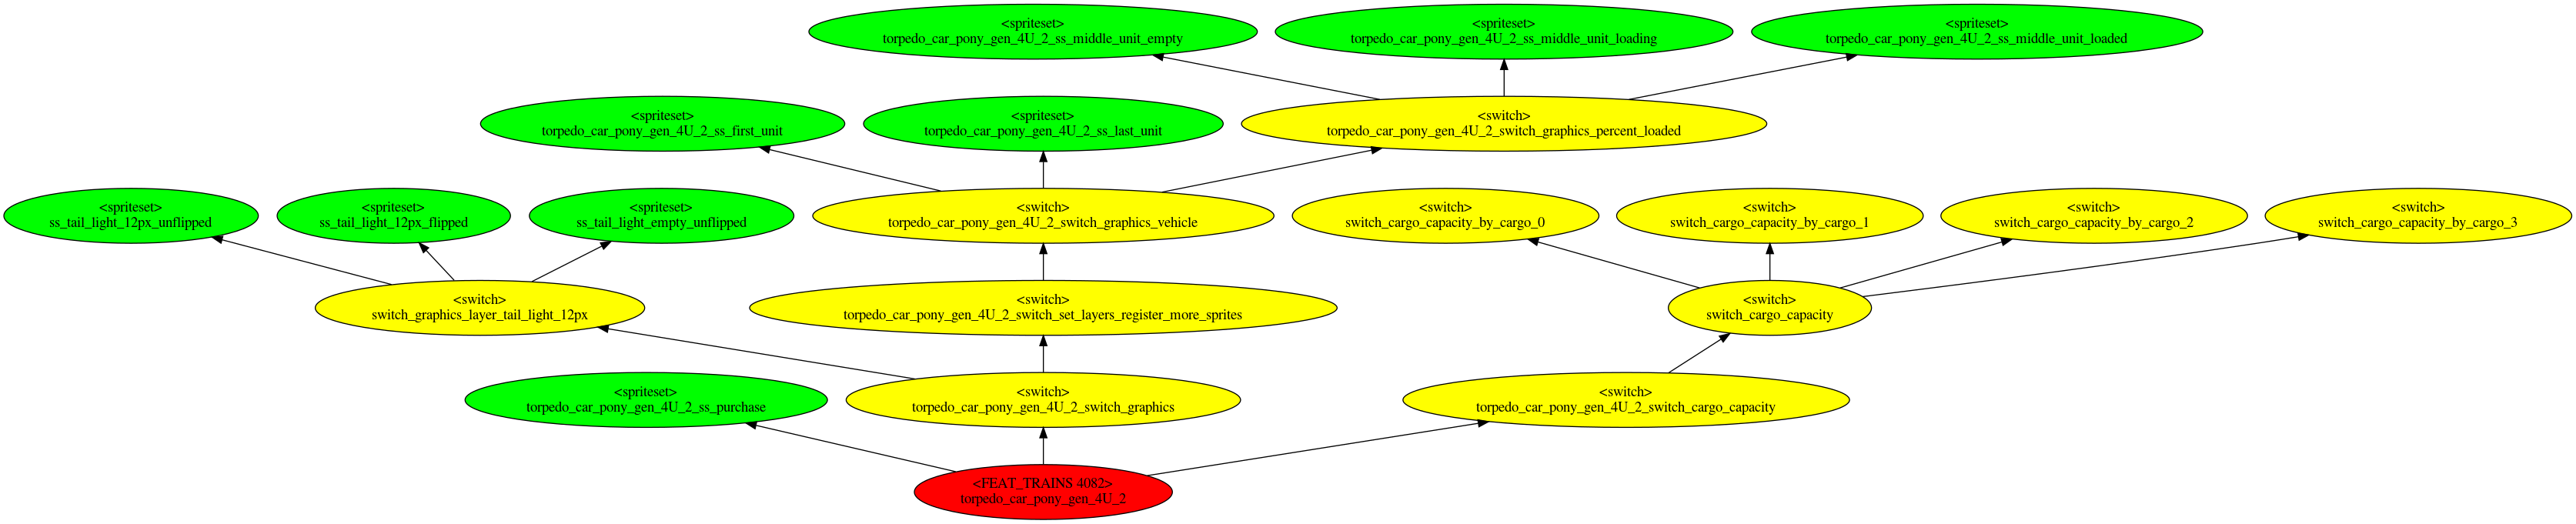 <spriteset>
torpedo_car_pony_gen_4U_2_ss_middle_unit_empty
<spriteset>
torpedo_car_pony_gen_4U_2_ss_middle_unit_loading
<spriteset>
torpedo_car_pony_gen_4U_2_ss_middle_unit_loaded
<spriteset>
torpedo_car_pony_gen_4U_2_ss_first_unit
<spriteset>
torpedo_car_pony_gen_4U_2_ss_last_unit
<switch>
torpedo_car_pony_gen_4U_2_switch_graphics_percent_loaded
<spriteset>
ss_tail_light_12px_unflipped
<spriteset>
ss_tail_light_12px_flipped
<spriteset>
ss_tail_light_empty_unflipped
<switch>
torpedo_car_pony_gen_4U_2_switch_graphics_vehicle
<switch>
switch_cargo_capacity_by_cargo_0
<switch>
switch_cargo_capacity_by_cargo_1
<switch>
switch_cargo_capacity_by_cargo_2
<switch>
switch_cargo_capacity_by_cargo_3
<switch>
switch_graphics_layer_tail_light_12px
<switch>
torpedo_car_pony_gen_4U_2_switch_set_layers_register_more_sprites
<switch>
switch_cargo_capacity
<spriteset>
torpedo_car_pony_gen_4U_2_ss_purchase
<switch>
torpedo_car_pony_gen_4U_2_switch_graphics
<switch>
torpedo_car_pony_gen_4U_2_switch_cargo_capacity
<FEAT_TRAINS 4082>
torpedo_car_pony_gen_4U_2